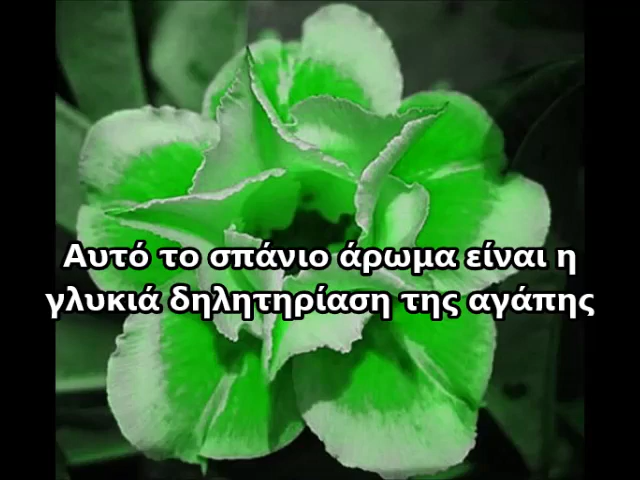 Αυτό το σπάνιο άρωμα είναι η
γλυκιά δηλητηρίαση της αγάπης